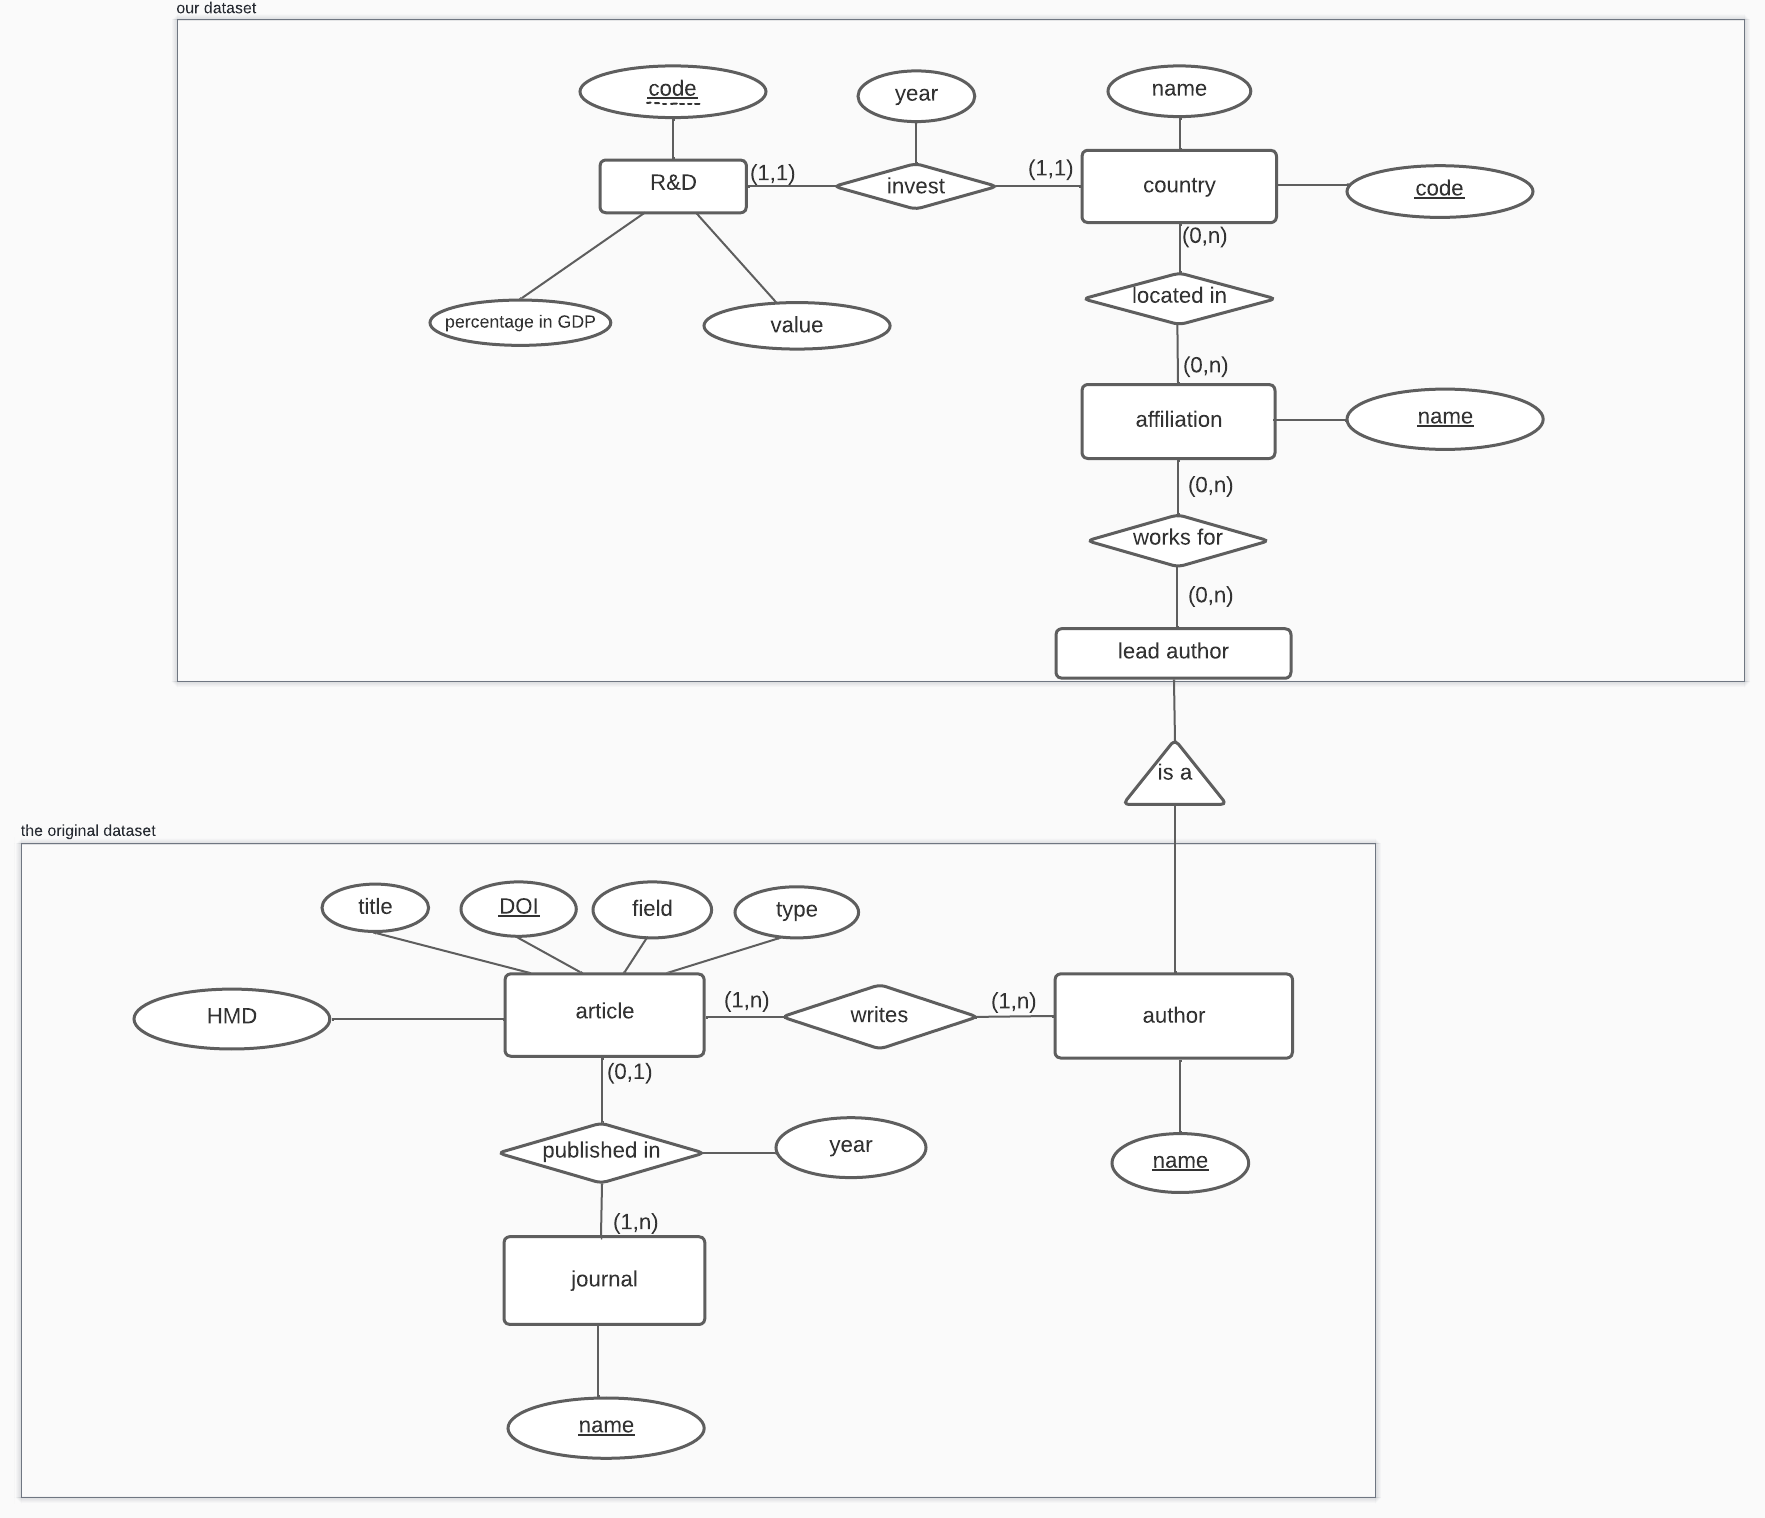 our dataset
code
year
name
R&D
(1,1)
invest
(1,1)
country
code
(0,n)
located in
percentage in GDP
value
(0,n)
affiliation
name
(0,n)
works for
(0,n)
lead author
is a
the original dataset
title
DOI
field
type
HMD
article
(1,n)
writes
(1,n)
author
(0,1)
published in
year
name
(1,n)
journal
name